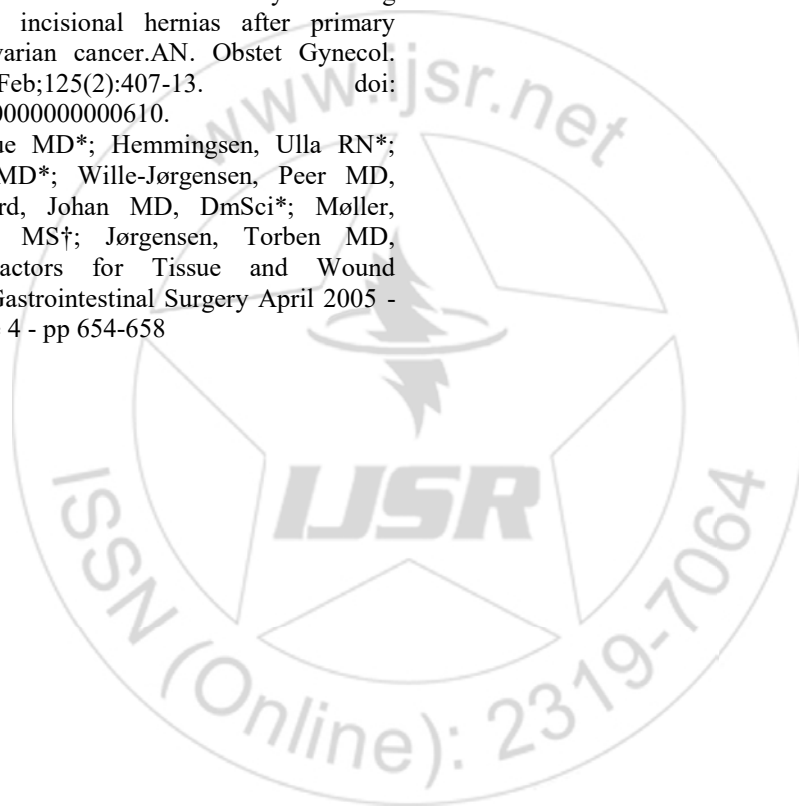 incisional hernias after primary
varian cancer.AN. Obstet Gynecol.
Feb;125(2):407-13. doi:
0000000000610.
ue MD*; Hemmingsen, Ulla RN*;
MD*; Wille-Jørgensen, Peer MD,
rd, Johan MD, DmSci*; Møller,
MS†; Jørgensen, Torben MD,
actors for Tissue and Wound
Gastrointestinal Surgery April 2005 -
4 - pp 654-658
www.ijsr.net
IJSR
ISSN (Online): 2319-7064